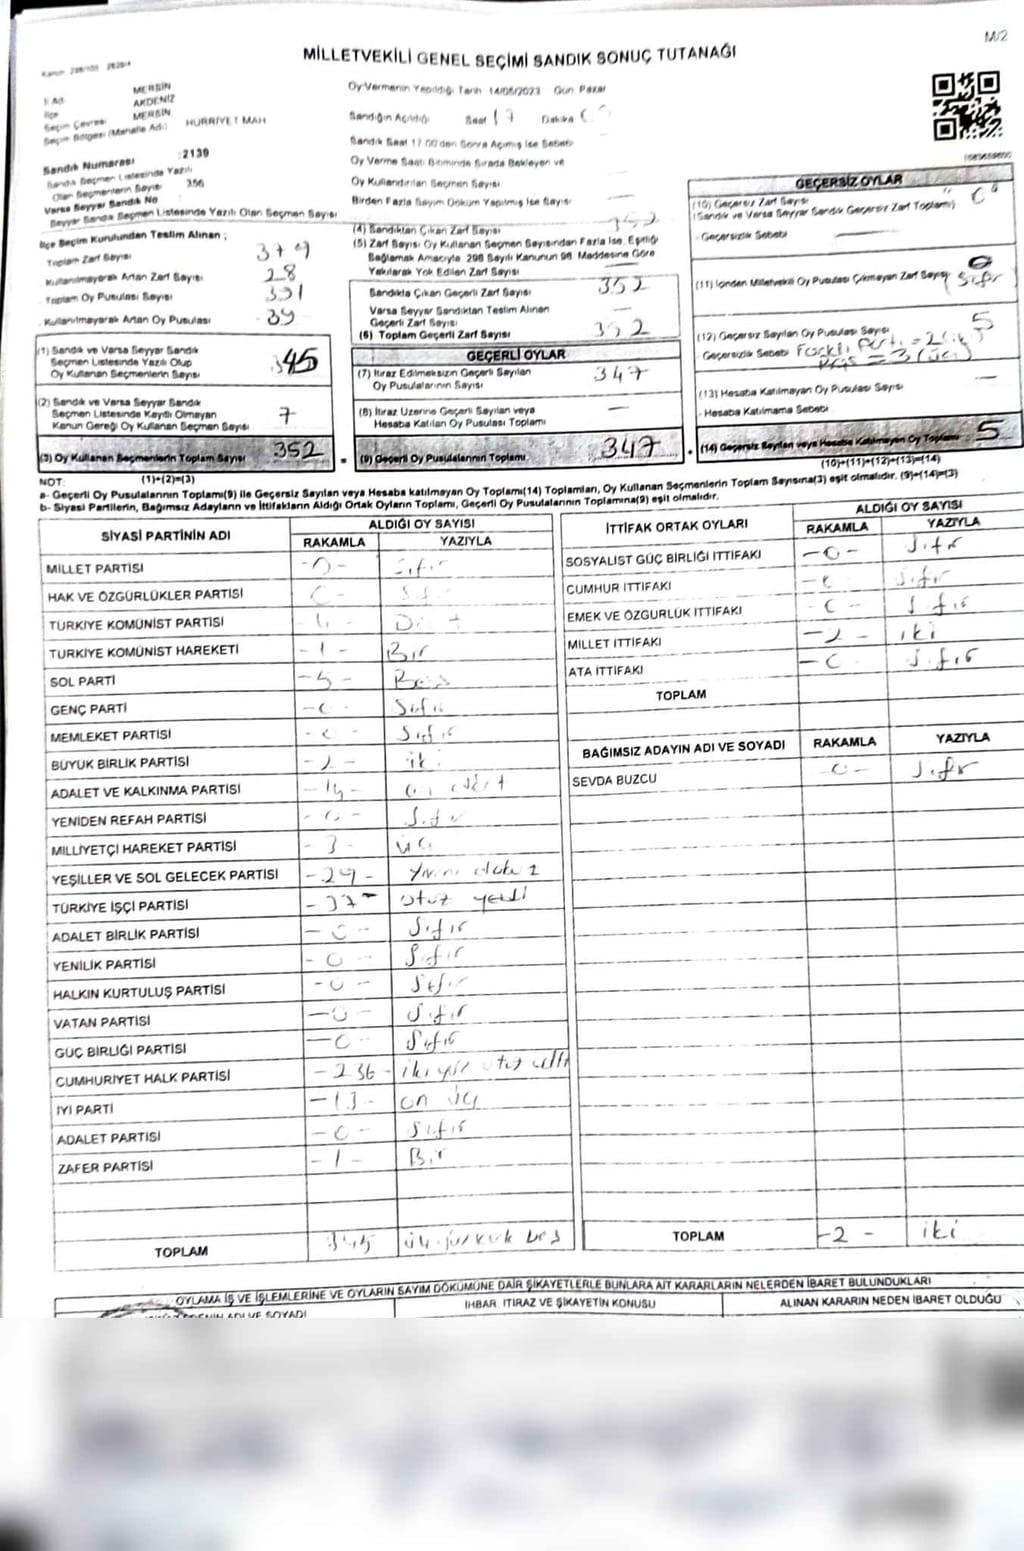 M/2
MİLLETVEKİLİ GENEL SEÇİMİ SANDIK SONUÇ TUTANAĞI
İl Adı MERSİN
İlçe AKDENİZ
Seçim Çevresi MERSİN
Seçim Bölgesi (Mahalle Adı) HÜRRİYET MAH
Sandık Numarası :2139
Sandık Seçmen Listesinde Yazılı
Olan Seçmenlerin Sayısı 356
Varsa Seyyar Sandık No
Seyyar Sandık Seçmen Listesinde Yazılı Olan Seçmen Sayısı
Oy Vermenin Yapıldığı Tarih 14/05/2023 Gün Pazar
Sandığın Açıldığı Saat 17 Dakika
Sandık Saat 17.00'den Sonra Açılmış İse Sebebi
Oy Verme Saati Bitiminde Sırada Bekleyen ve
Oy Kullandırılan Seçmen Sayısı
Birden Fazla Sayım Döküm Yapılmış İse Sayısı
İlçe Seçim Kurulundan Teslim Alınan ;
Toplam Zarf Sayısı 379
Kullanılmayarak Artan Zarf Sayısı 28
Toplam Oy Pusulası Sayısı 391
Kullanılmayarak Artan Oy Pusulası 39
(1) Sandık ve Varsa Seyyar Sandık
Seçmen Listesinde Yazılı Olup
Oy Kullanan Seçmenlerin Sayısı 345
(2) Sandık ve Varsa Seyyar Sandık
Seçmen Listesinde Kayıtlı Olmayan
Kanun Gereği Oy Kullanan Seçmen Sayısı 7
(3) Oy Kullanan Seçmenlerin Toplam Sayısı 352
(1)+(2)=(3)
(4) Sandıktan Çıkan Zarf Sayısı 352
(5) Zarf Sayısı Oy Kullanan Seçmen Sayısından Fazla İse, Eşitliği
Sağlamak Amacıyla 298 Sayılı Kanunun 98. Maddesine Göre
Yakılarak Yok Edilen Zarf Sayısı
Sandıkta Çıkan Geçerli Zarf Sayısı 352
Varsa Seyyar Sandıktan Teslim Alınan
Geçerli Zarf Sayısı
(6) Toplam Geçerli Zarf Sayısı 352
GEÇERLİ OYLAR
(7) İtiraz Edilmeksizin Geçerli Sayılan
Oy Pusulalarının Sayısı 347
(8) İtiraz Üzerine Geçerli Sayılan veya
Hesaba Katılan Oy Pusulası Toplamı —
(9) Geçerli Oy Pusulalarının Toplamı 347
GEÇERSİZ OYLAR
(10) Geçersiz Zarf Sayısı
(Sandık ve Varsa Seyyar Sandık Geçersiz Zarf Toplamı) "0"
- Geçersizlik Sebebi —
(11) İçinden Milletvekili Oy Pusulası Çıkmayan Zarf Sayısı 0 (sıfır)
(12) Geçersiz Sayılan Oy Pusulası Sayısı 5
- Geçersizlik Sebebi
(13) Hesaba Katılmayan Oy Pusulası Sayısı —
- Hesaba Katılmama Sebebi
(14) Geçersiz Sayılan veya Hesaba Katılmayan Oy Toplamı 5
(10)+(11)+(12)+(13)=(14)
NOT:
a- Geçerli Oy Pusulalarının Toplamı(9) ile Geçersiz Sayılan veya Hesaba katılmayan Oy Toplamı(14) Toplamları, Oy Kullanan Seçmenlerin Toplam Sayısına(3) eşit olmalıdır. (9)+(14)=(3)
b- Siyasi Partilerin, Bağımsız Adayların ve İttifakların Aldığı Ortak Oyların Toplamı, Geçerli Oy Pusulalarının Toplamına(9) eşit olmalıdır.
SİYASİ PARTİNİN ADI ALDIĞI OY SAYISI
RAKAMLA YAZIYLA
MİLLET PARTİSİ -0- sıfır
HAK VE ÖZGÜRLÜKLER PARTİSİ 0 sıfır
TÜRKİYE KOMÜNİST PARTİSİ -4- Dört
TÜRKİYE KOMÜNİST HAREKETİ -1- Bir
SOL PARTİ -5- Beş
GENÇ PARTİ -0- sıfır
MEMLEKET PARTİSİ -0- sıfır
BÜYÜK BİRLİK PARTİSİ -2- iki
ADALET VE KALKINMA PARTİSİ -14- on dört
YENİDEN REFAH PARTİSİ -0- sıfır
MİLLİYETÇİ HAREKET PARTİSİ -3- üç
YEŞİLLER VE SOL GELECEK PARTİSİ -29- yirmi dokuz
TÜRKİYE İŞÇİ PARTİSİ -37- otuz yedi
ADALET BİRLİK PARTİSİ -0- sıfır
YENİLİK PARTİSİ -0- sıfır
HALKIN KURTULUŞ PARTİSİ -0- sıfır
VATAN PARTİSİ -0- sıfır
GÜÇ BİRLİĞİ PARTİSİ -0- sıfır
CUMHURİYET HALK PARTİSİ -236- iki yüz otuz altı
İYİ PARTİ -13- on üç
ADALET PARTİSİ -0- sıfır
ZAFER PARTİSİ -1- Bir
TOPLAM 345 üç yüz kırk beş
İTTİFAK ORTAK OYLARI ALDIĞI OY SAYISI
RAKAMLA YAZIYLA
SOSYALİST GÜÇ BİRLİĞİ İTTİFAKI -0- sıfır
CUMHUR İTTİFAKI -0- sıfır
EMEK VE ÖZGÜRLÜK İTTİFAKI -0- sıfır
MİLLET İTTİFAKI -2- iki
ATA İTTİFAKI -0- sıfır
TOPLAM
BAĞIMSIZ ADAYIN ADI VE SOYADI RAKAMLA YAZIYLA
SEVDA BUZCU -0- sıfır
TOPLAM -2- iki
OYLAMA İŞ VE İŞLEMLERİNE VE OYLARIN SAYIM DÖKÜMÜNE DAİR ŞİKAYETLERLE BUNLARA AİT KARARLARIN NELERDEN İBARET BULUNDUKLARI
ADI VE SOYADI İHBAR, İTİRAZ VE ŞİKAYETİN KONUSU ALINAN KARARIN NEDEN İBARET OLDUĞU